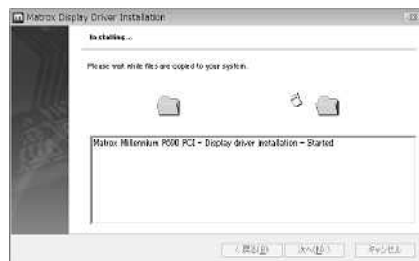 Matrox Display Driver Installation
Installing...
Please wait while files are copied to your system.
Matrox Millennium P690 PCI - Display driver installation - Started
< 戻る(B)
次へ(N) >
キャンセル